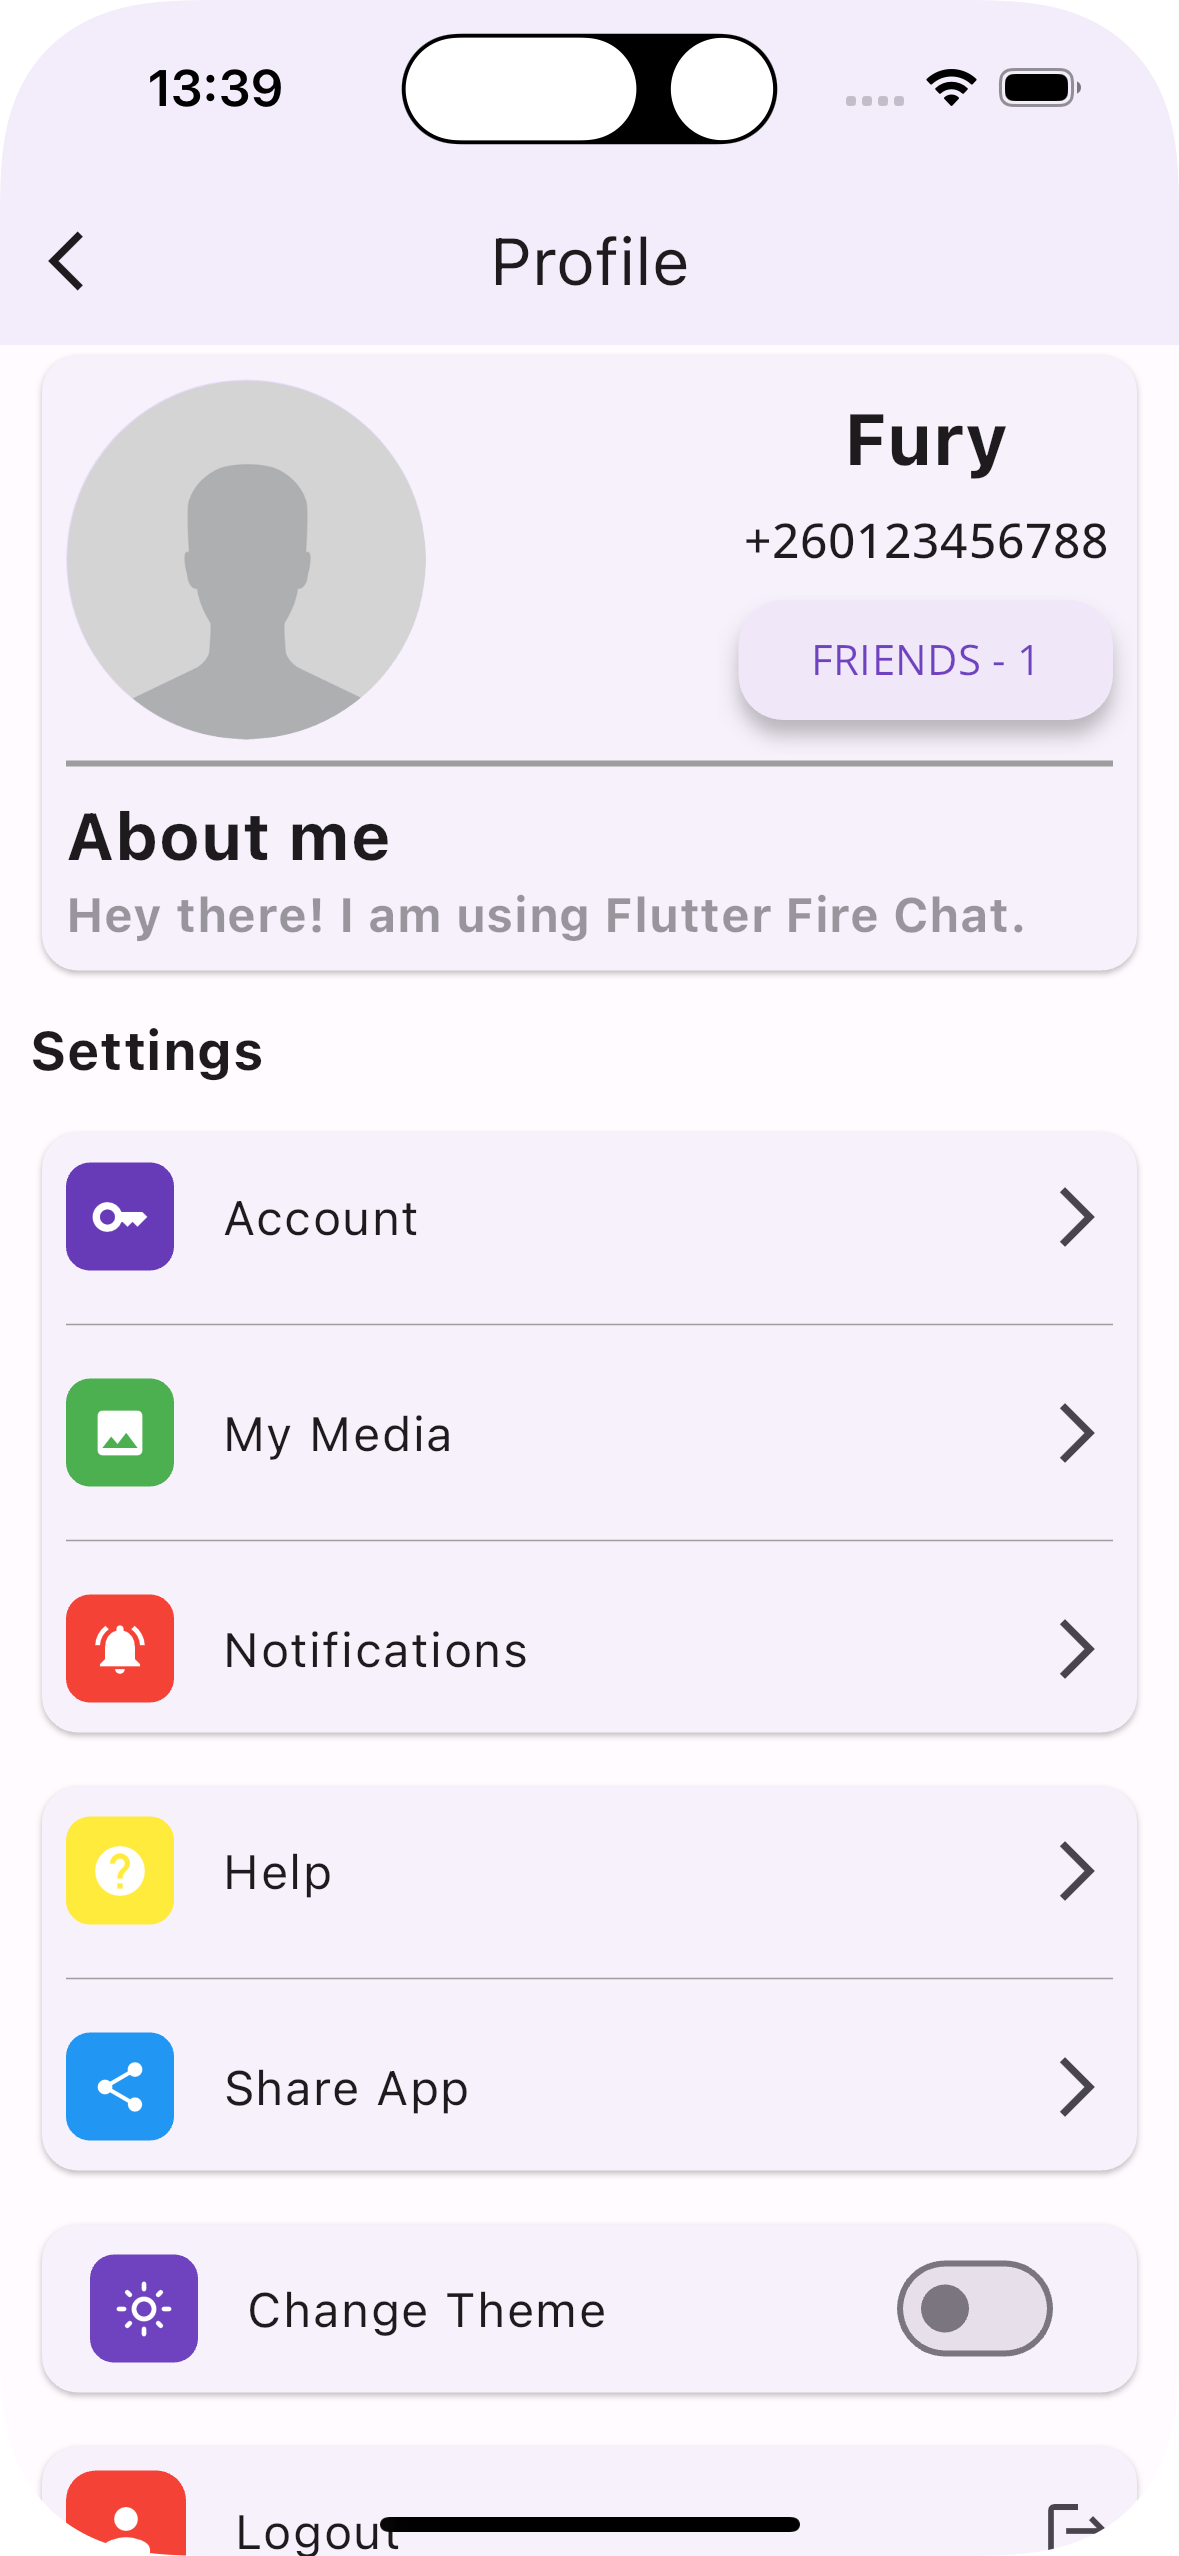 13:39
Profile
Fury
+260123456788
FRIENDS - 1
About me
Hey there! I am using Flutter Fire Chat.
Settings
Account
My Media
Notifications
Help
Share App
Change Theme
Logout